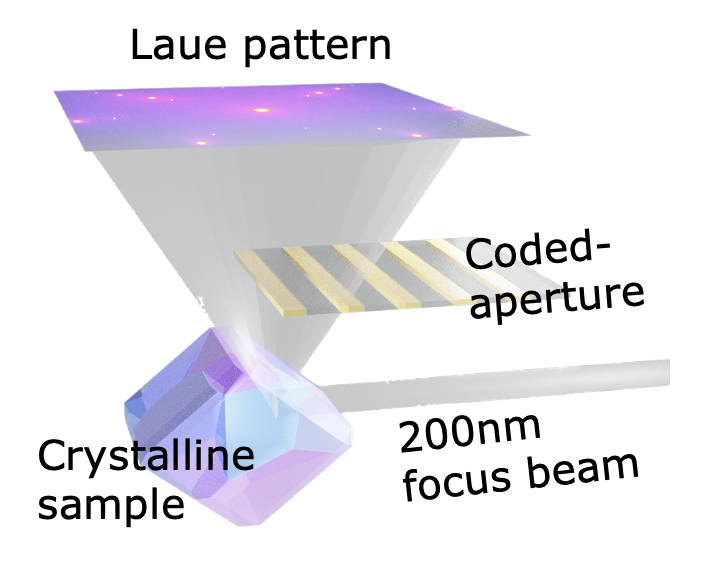 Laue pattern
Coded-
aperture
200nm
focus beam
Crystalline
sample